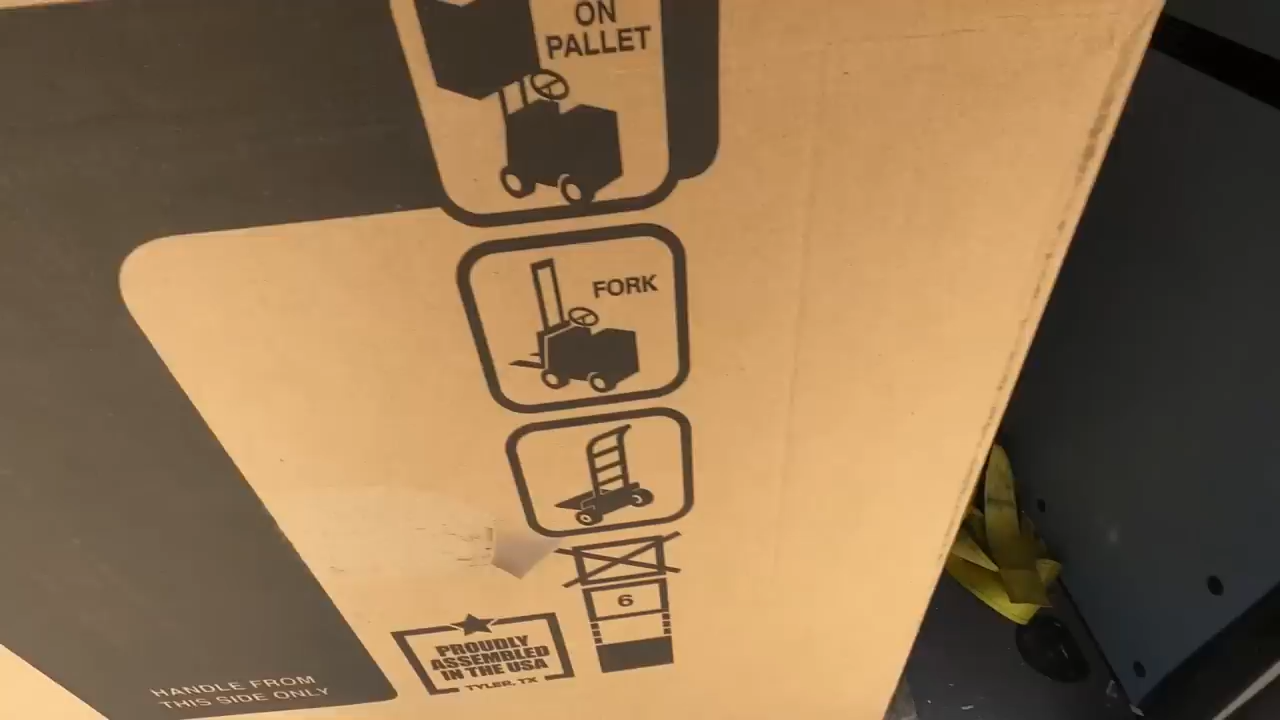 ON
PALLET
FORK
6
PROUDLY
ASSEMBLED
IN THE USA
TYLER, TX
HANDLE FROM
THIS SIDE ONLY